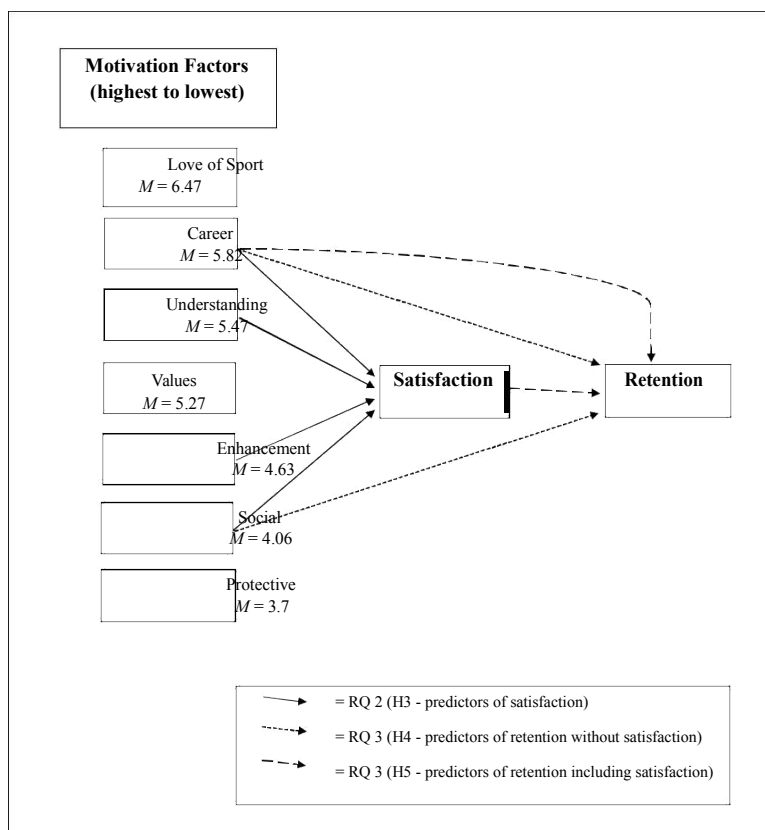 Motivation Factors
(highest to lowest)
Love of Sport
M = 6.47
Career
M = 5.82
Understanding
M = 5.47
Values
M = 5.27
Satisfaction
Retention
Enhancement
M = 4.63
Social
M = 4.06
Protective
M = 3.7
= RQ 2 (H3 - predictors of satisfaction)
= RQ 3 (H4 - predictors of retention without satisfaction)
= RQ 3 (H5 - predictors of retention including satisfaction)